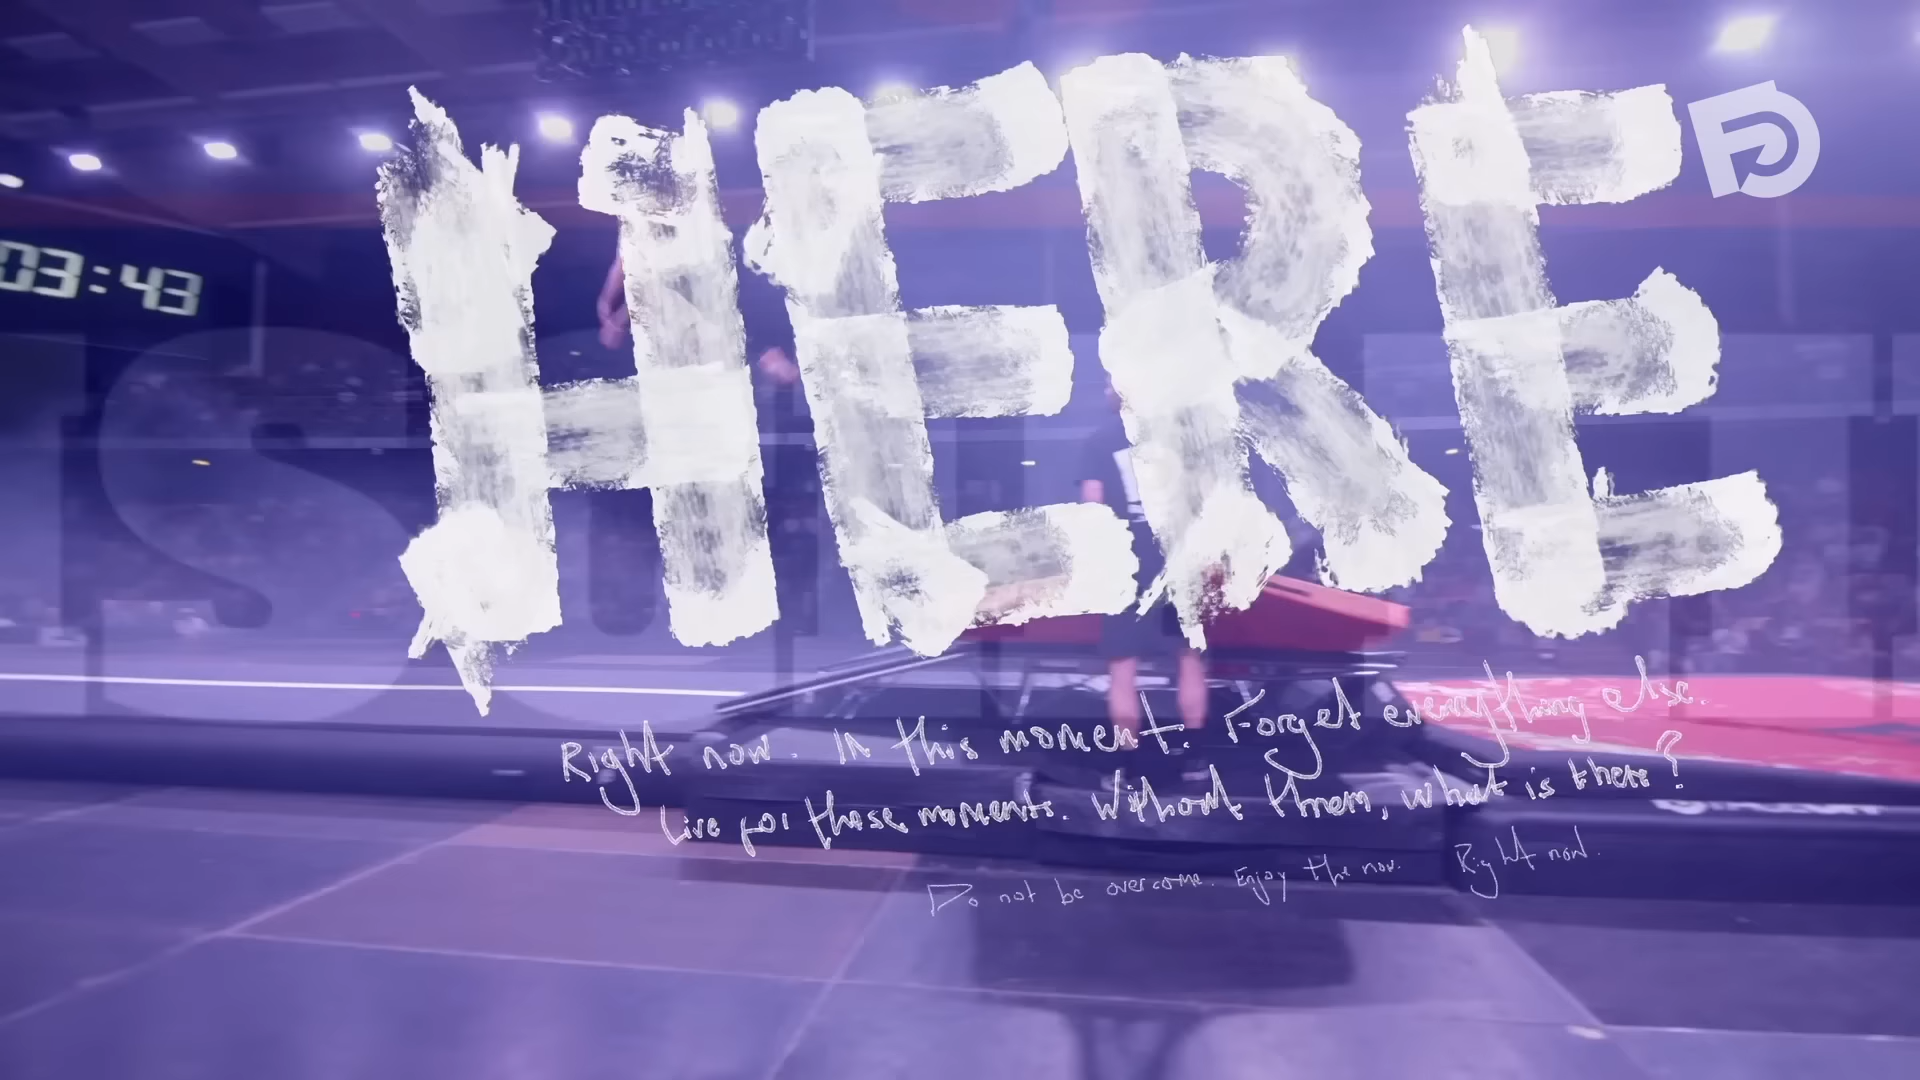 HERE
03:43
Right now. In this moment. Forget everything else.
Live for those moments. Without them, what is there?
Do not be overcome. Enjoy the now. Right now.